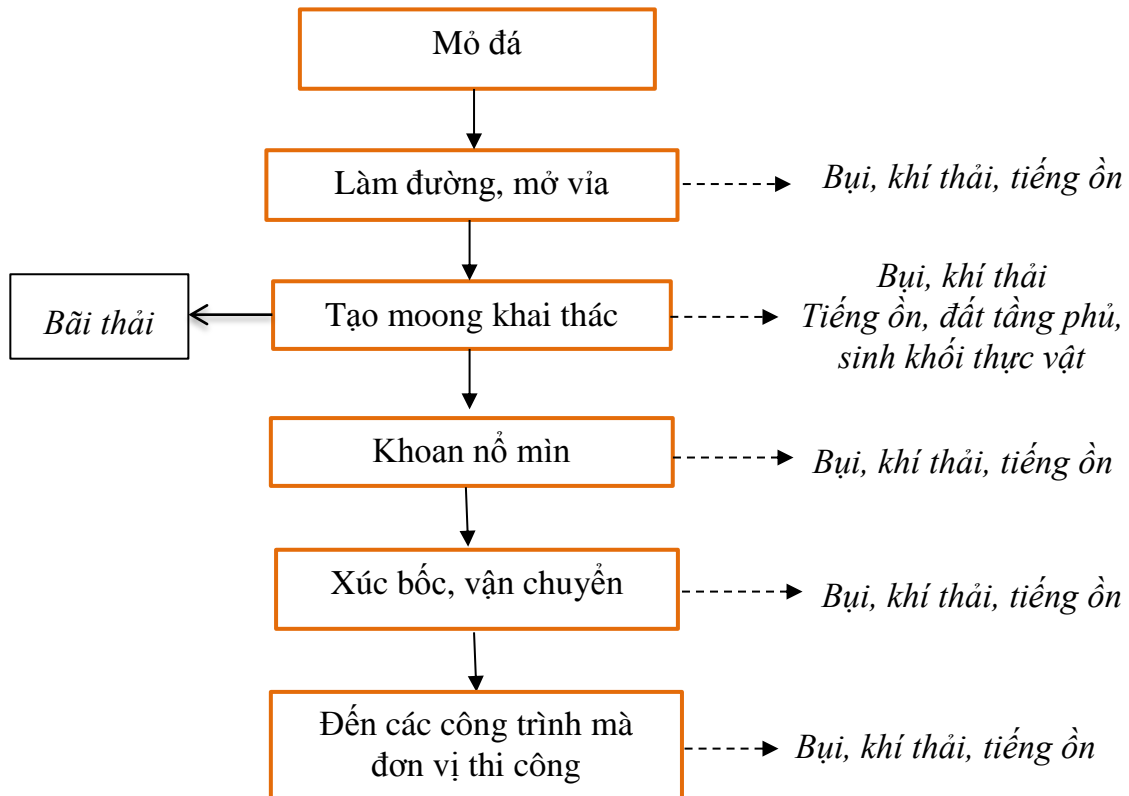 Mỏ đá
Làm đường, mở vỉa
Bụi, khí thải, tiếng ồn
Bãi thải
Tạo moong khai thác
Bụi, khí thải
Tiếng ồn, đất tầng phủ,
sinh khối thực vật
Khoan nổ mìn
Bụi, khí thải, tiếng ồn
Xúc bốc, vận chuyển
Bụi, khí thải, tiếng ồn
Đến các công trình mà
đơn vị thi công
Bụi, khí thải, tiếng ồn